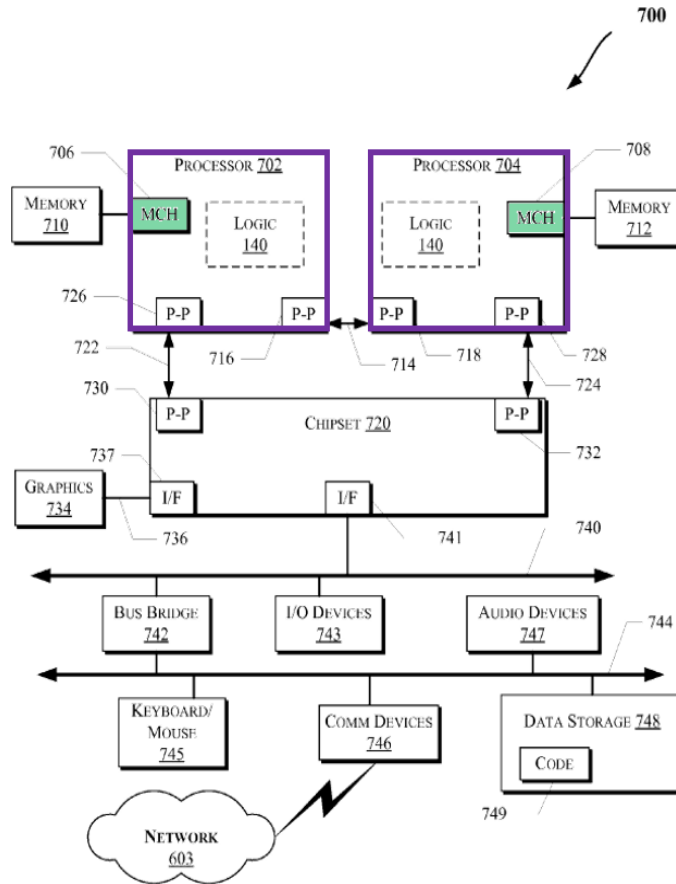 700
706
PROCESSOR 702
PROCESSOR 704
708
MEMORY
710
MCH
LOGIC
140
LOGIC
140
MCH
MEMORY
712
726
P-P
P-P
P-P
P-P
722
716
714
718
728
724
730
P-P
CHIPSET 720
P-P
732
737
GRAPHICS
734
I/F
I/F
736
741
740
BUS BRIDGE
742
I/O DEVICES
743
AUDIO DEVICES
747
744
KEYBOARD/
MOUSE
745
COMM DEVICES
746
DATA STORAGE 748
CODE
749
NETWORK
603